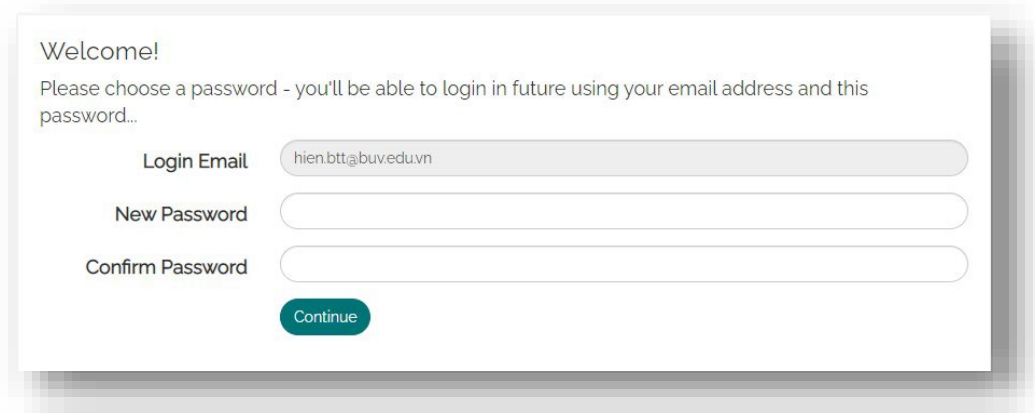 Welcome!
Please choose a password - you'll be able to login in future using your email address and this
password...
Login Email hien.btt@buv.edu.vn
New Password
Confirm Password
Continue